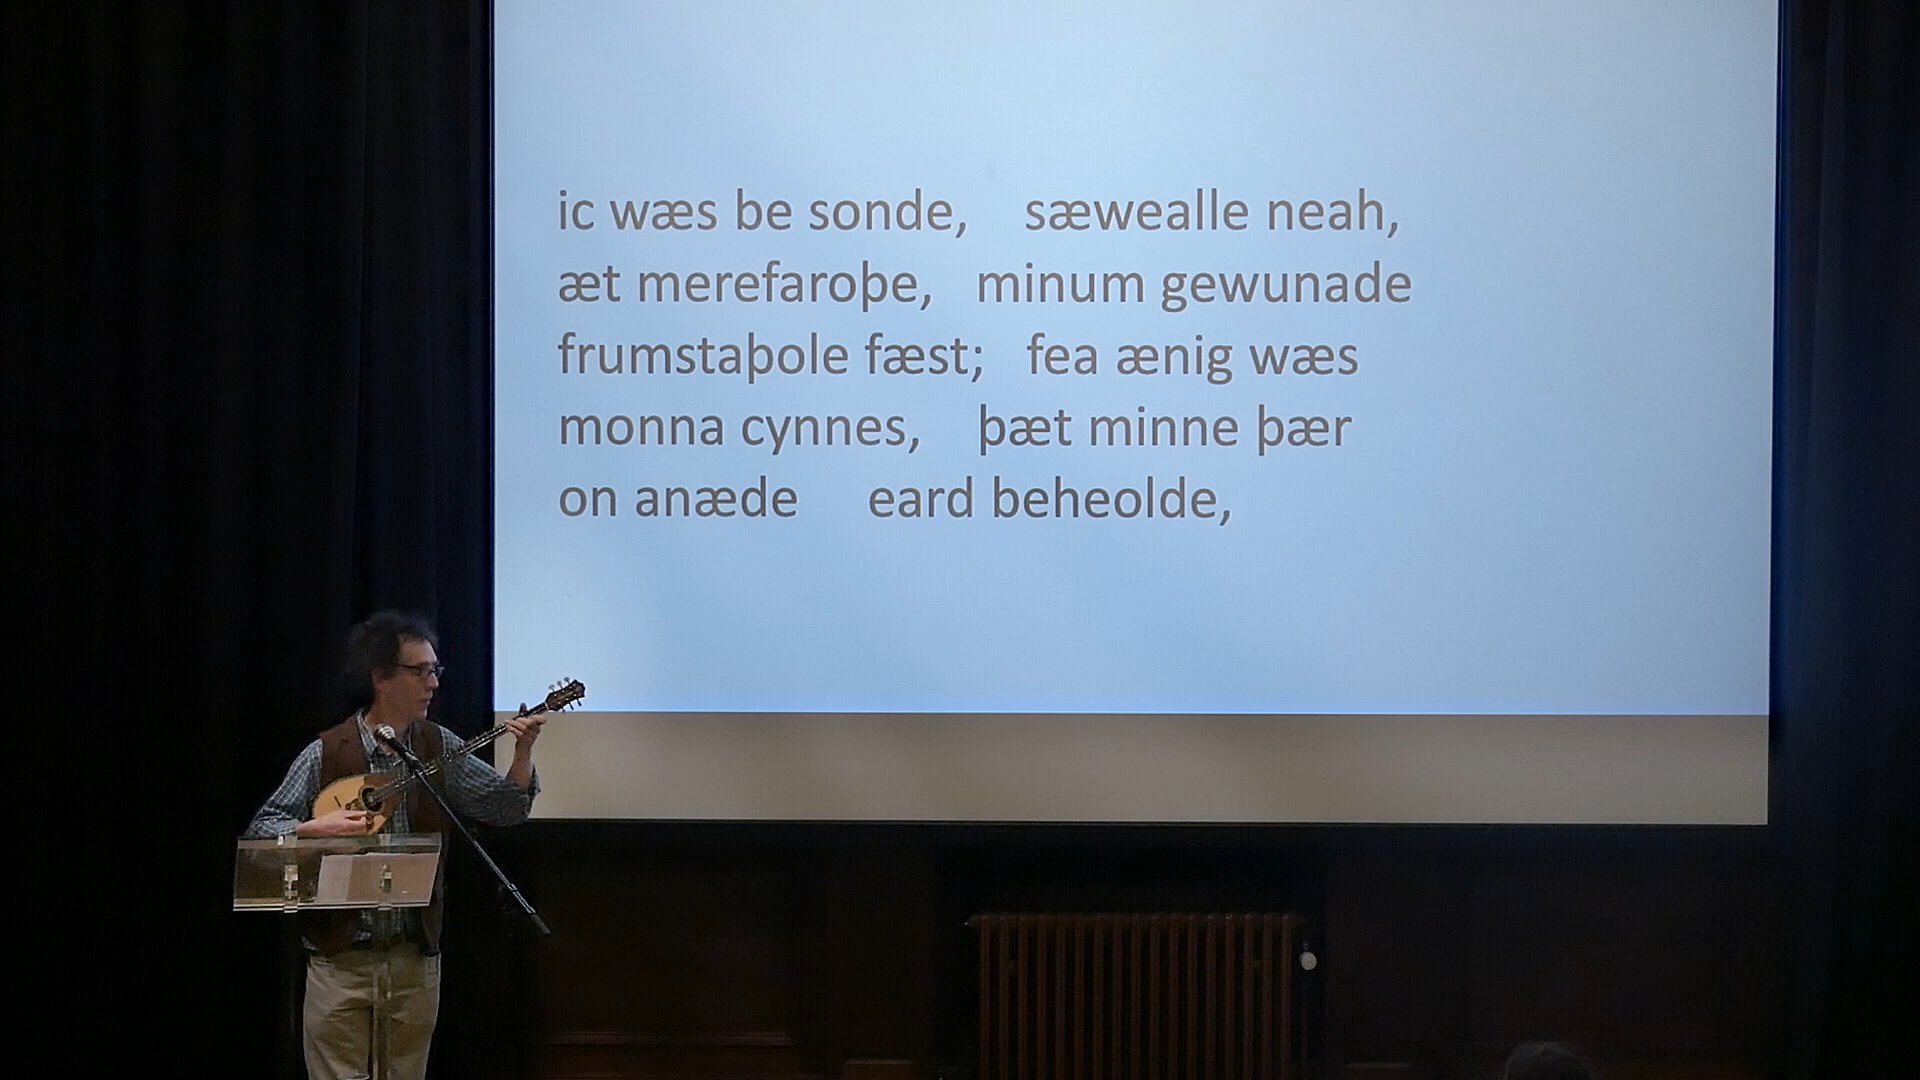 ic wæs be sonde, sæwealle neah,
æt merefaroþe, minum gewunade
frumstaþole fæst; fea ænig wæs
monna cynnes, þæt minne þær
on anæde eard beheolde,